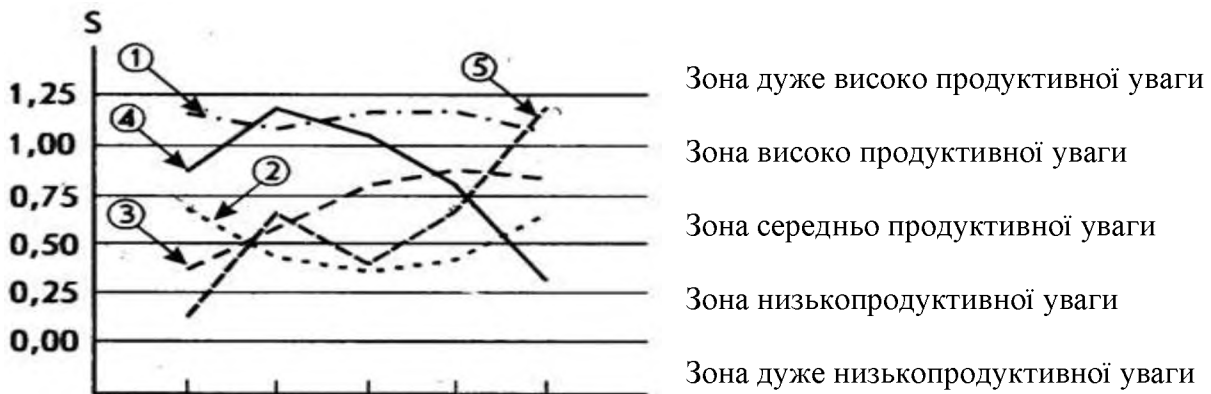 S
①
⑤
1,25
Зона дуже високо продуктивної уваги
④
1,00
Зона високо продуктивної уваги
②
0,75
③
Зона середньо продуктивної уваги
0,50
0,25
Зона низькопродуктивної уваги
0,00
Зона дуже низькопродуктивної уваги